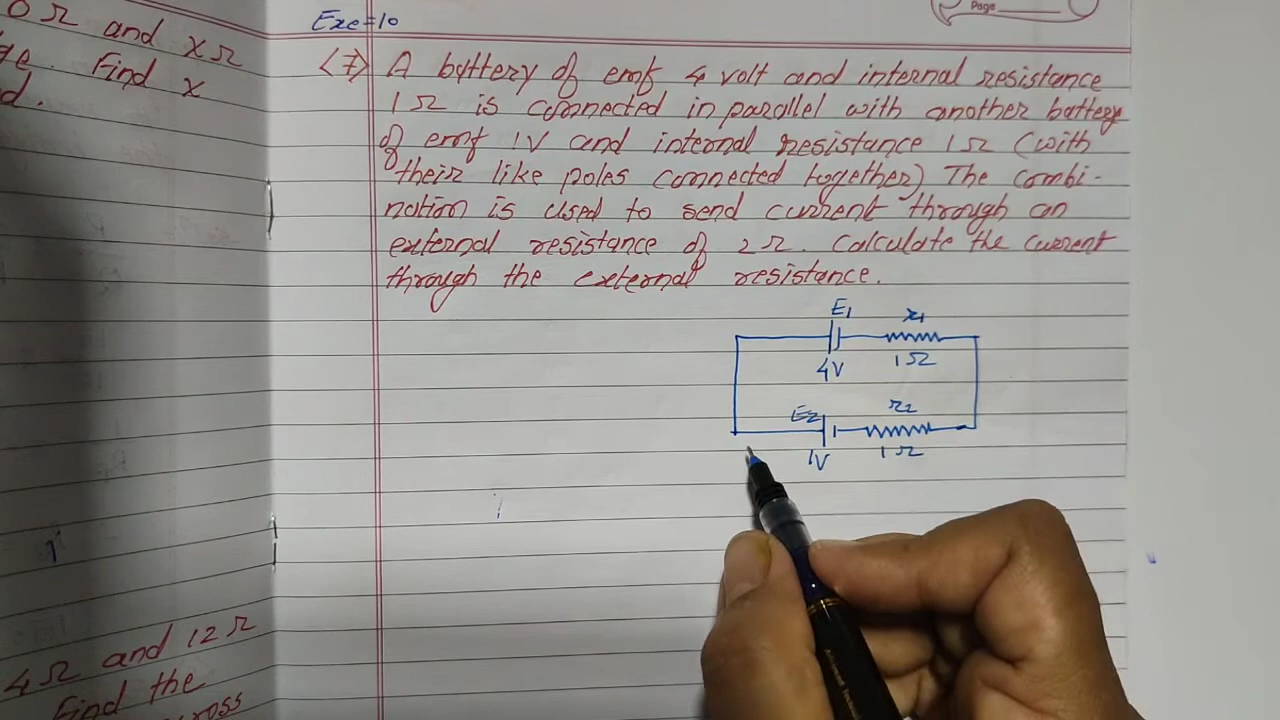 0Ω and xΩ
Find x
d.
4Ω and 12Ω
Find the
Page
Exe=10
(7) A battery of emf 4 volt and internal resistance
1Ω is connected in parallel with another battery
of emf 1V and internal resistance 1Ω (with
their like poles connected together) The combi-
nation is used to send current through an
external resistance of 2Ω. Calculate the current
through the external resistance.
E1 r1
4V 1Ω
E2 r2
1V 1Ω